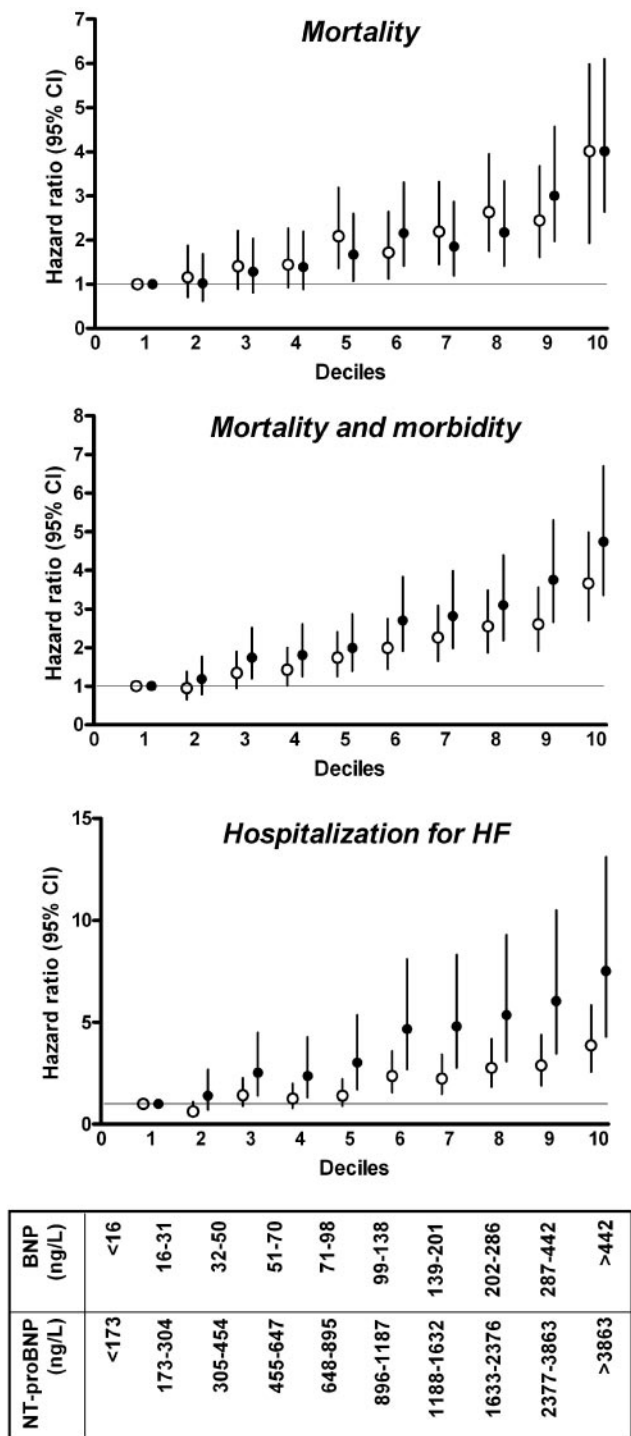 Mortality
Hazard ratio (95% CI)
7
6
5
4
3
2
1
0
0 1 2 3 4 5 6 7 8 9 10
Deciles
Mortality and morbidity
Hazard ratio (95% CI)
8
7
6
5
4
3
2
1
0
0 1 2 3 4 5 6 7 8 9 10
Deciles
Hospitalization for HF
Hazard ratio (95% CI)
15
10
5
0
0 1 2 3 4 5 6 7 8 9 10
Deciles
BNP (ng/L) <16 16-31 32-50 51-70 71-98 99-138 139-201 202-286 287-442 >442
NT-proBNP (ng/L) <173 173-304 305-454 455-647 648-895 896-1187 1188-1632 1633-2376 2377-3863 >3863